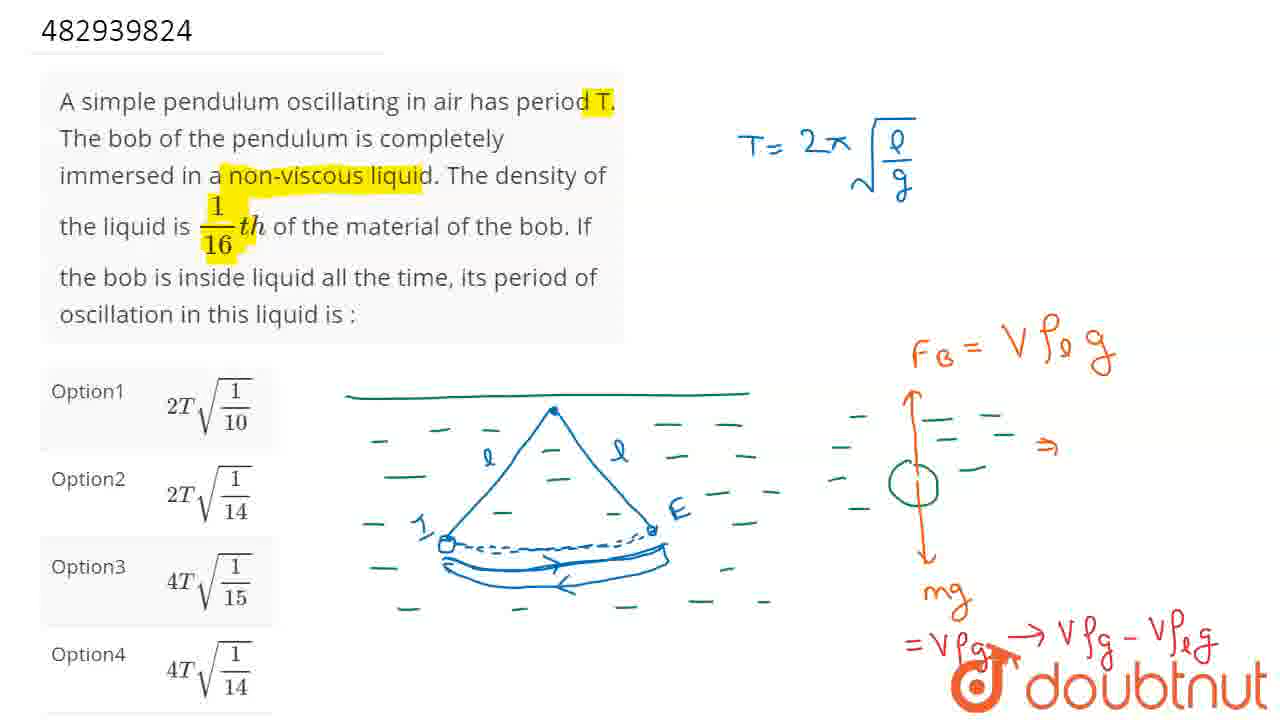 482939824
A simple pendulum oscillating in air has period T.
The bob of the pendulum is completely
immersed in a non-viscous liquid. The density of
the liquid is 1/16 th of the material of the bob. If
the bob is inside liquid all the time, its period of
oscillation in this liquid is :
Option1 2T√(1/10)
Option2 2T√(1/14)
Option3 4T√(1/15)
Option4 4T√(1/14)
T = 2π √(l/g)
l
l
I
E
F_B = Vρ_l g
⇒
mg
= Vρg → Vρg - Vρ_l g
doubtnut